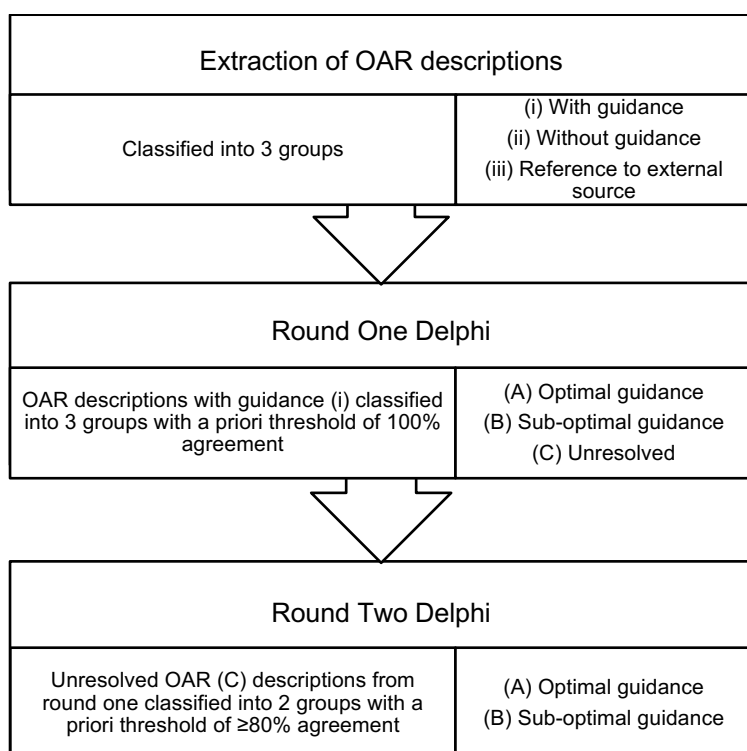 Extraction of OAR descriptions
Classified into 3 groups
(i) With guidance
(ii) Without guidance
(iii) Reference to external
source
Round One Delphi
OAR descriptions with guidance (i) classified
into 3 groups with a priori threshold of 100%
agreement
(A) Optimal guidance
(B) Sub-optimal guidance
(C) Unresolved
Round Two Delphi
Unresolved OAR (C) descriptions from
round one classified into 2 groups with a
priori threshold of ≥80% agreement
(A) Optimal guidance
(B) Sub-optimal guidance